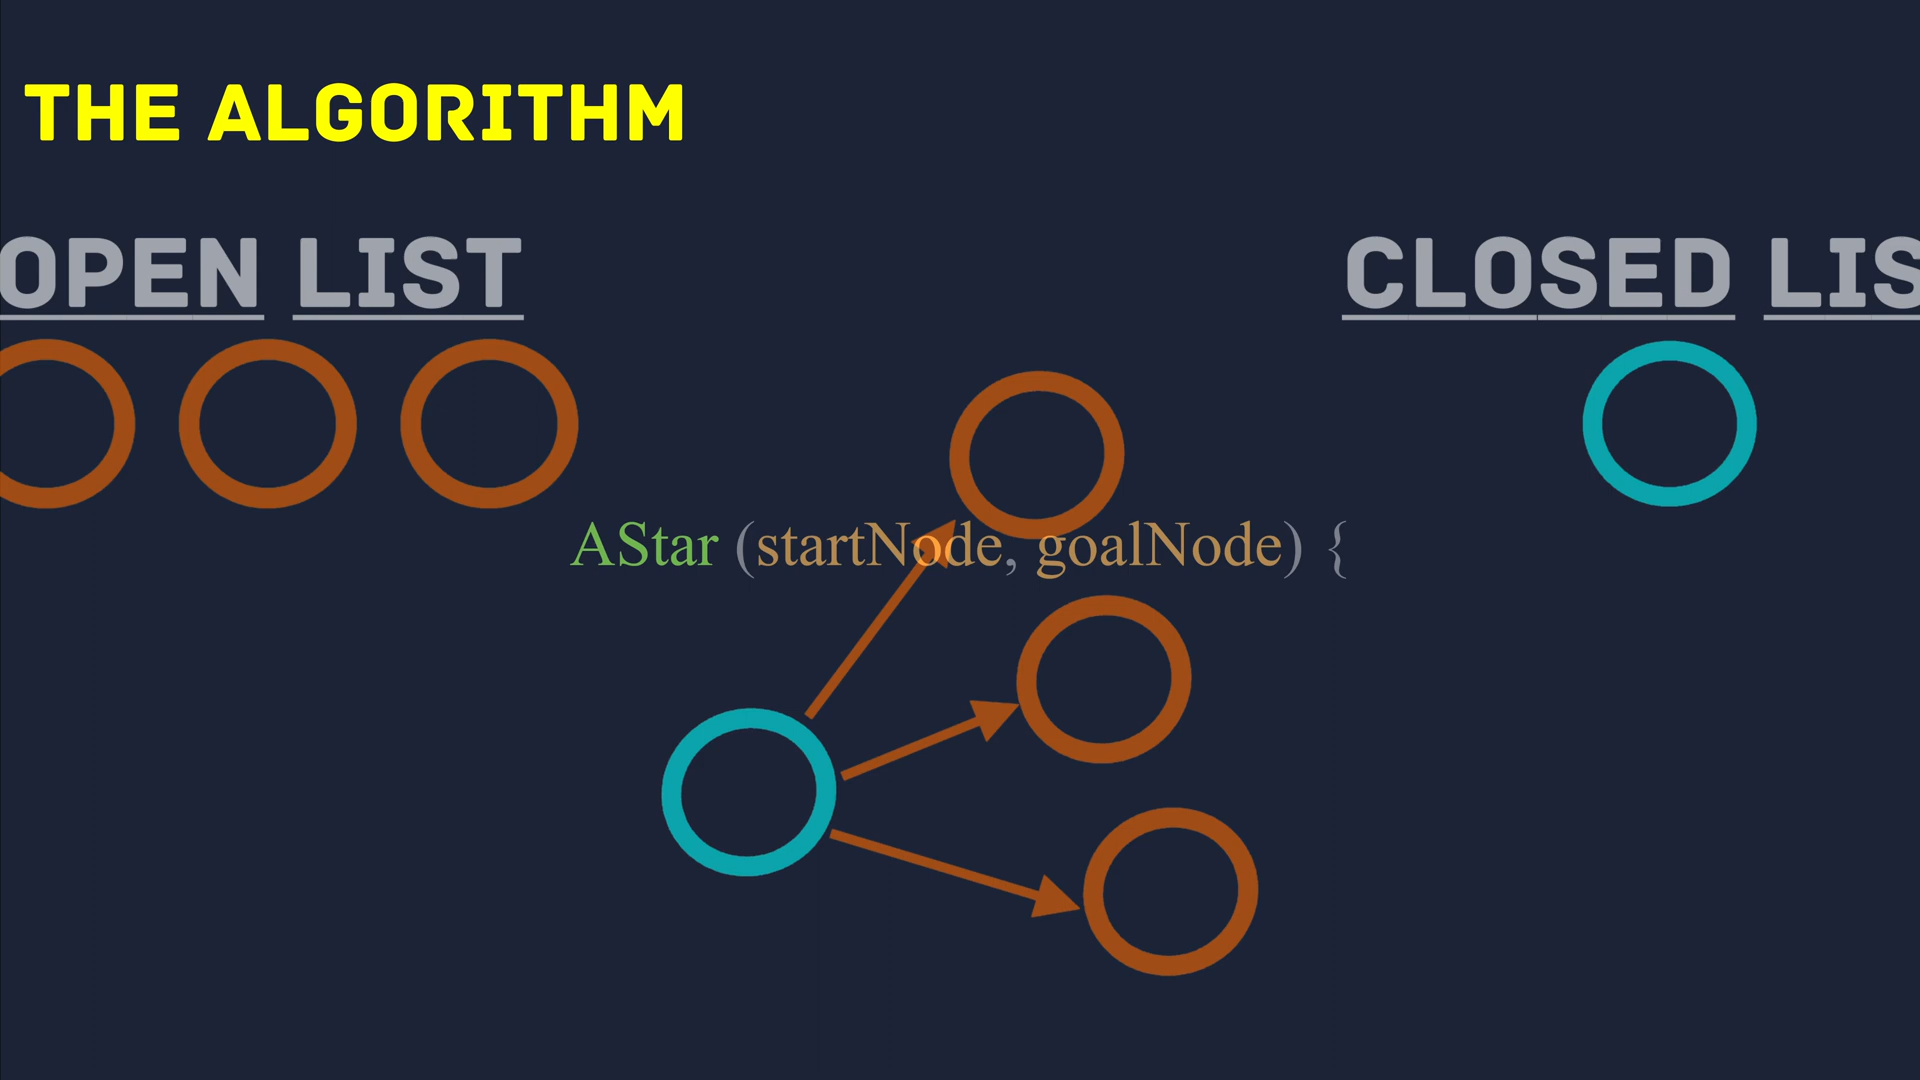 THE ALGORITHM
OPEN LIST
CLOSED LIS
AStar (startNode, goalNode) {